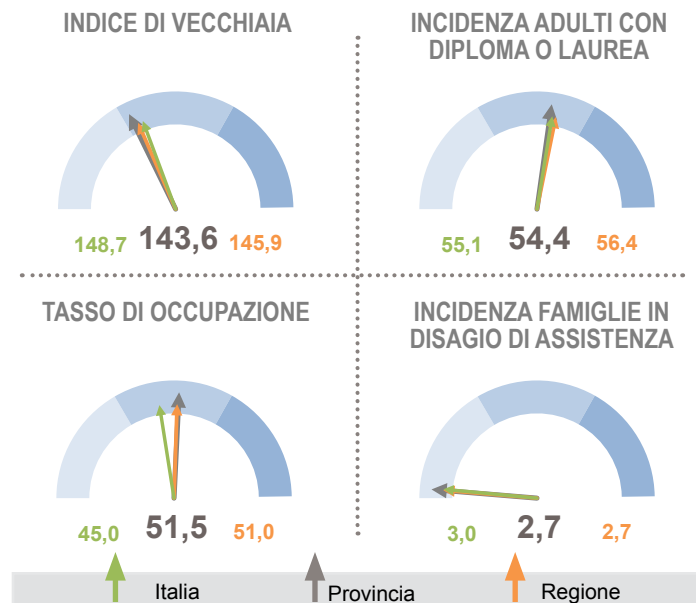 INDICE DI VECCHIAIA
148,7 143,6 145,9
INCIDENZA ADULTI CON
DIPLOMA O LAUREA
55,1 54,4 56,4
TASSO DI OCCUPAZIONE
45,0 51,5 51,0
INCIDENZA FAMIGLIE IN
DISAGIO DI ASSISTENZA
3,0 2,7 2,7
Italia Provincia Regione